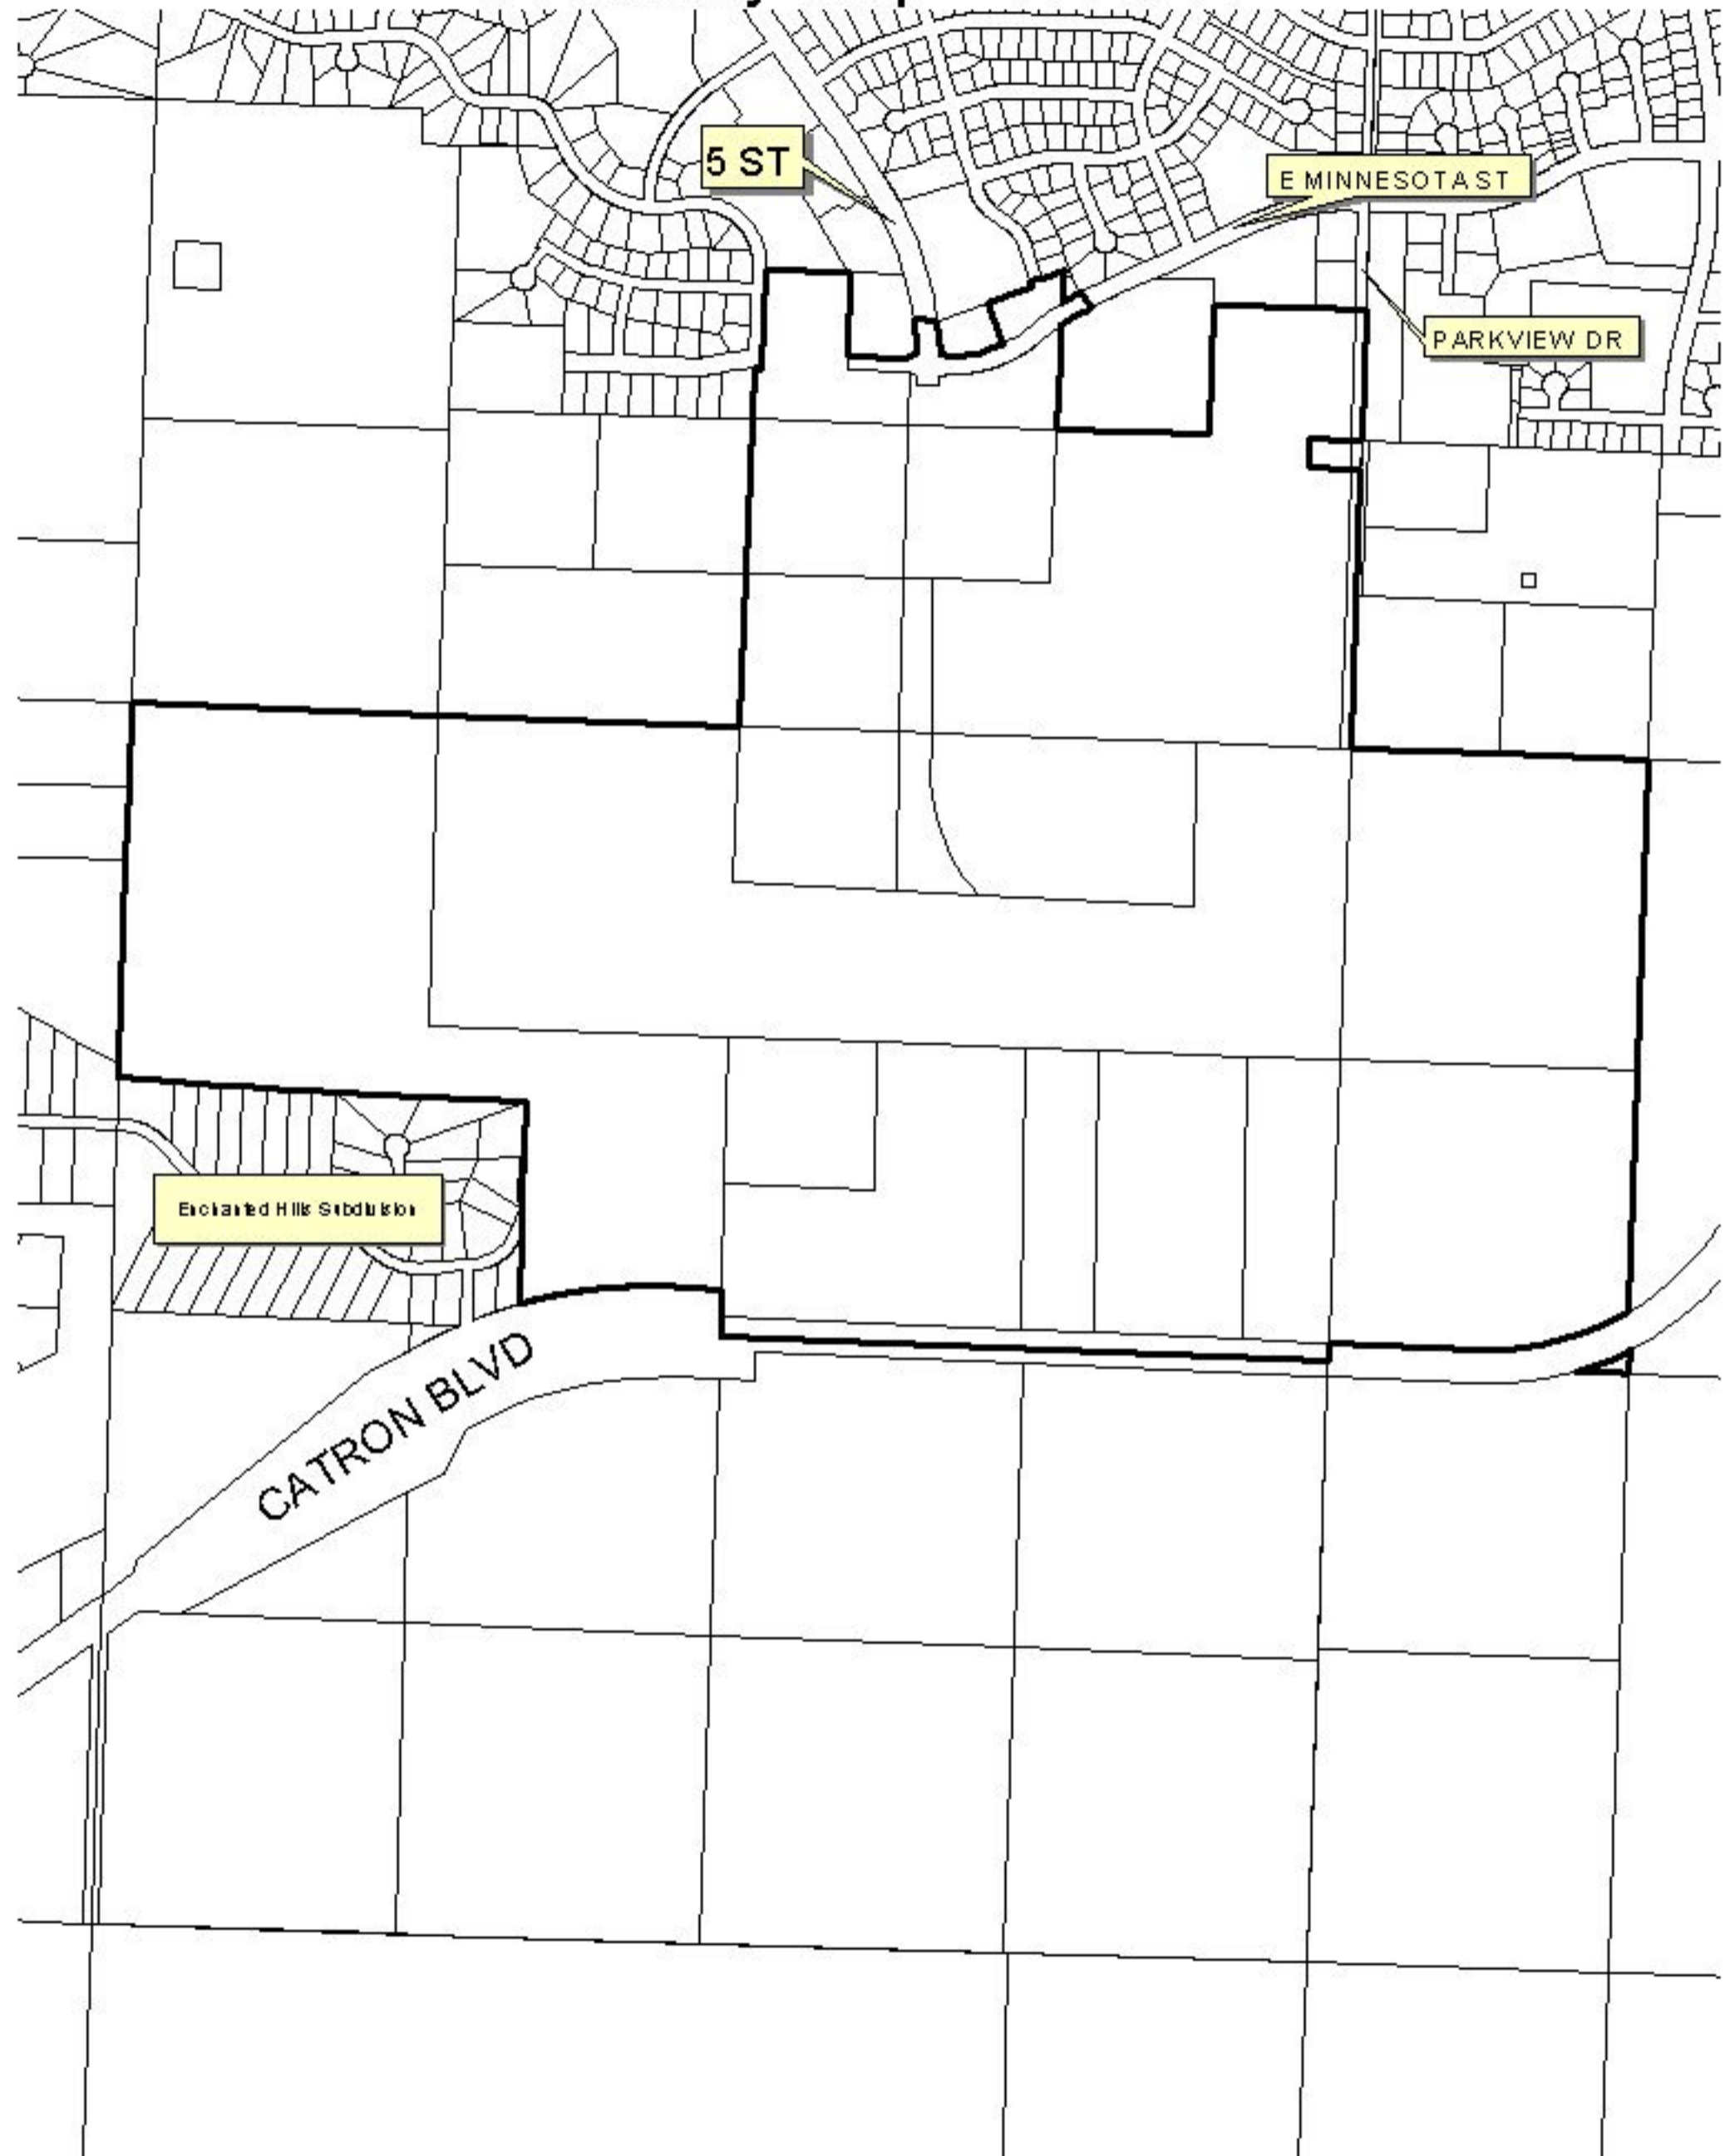 5 ST
E MINNESOTA ST
PARKVIEW DR
Enchanted Hills Subdivision
CATRON BLVD